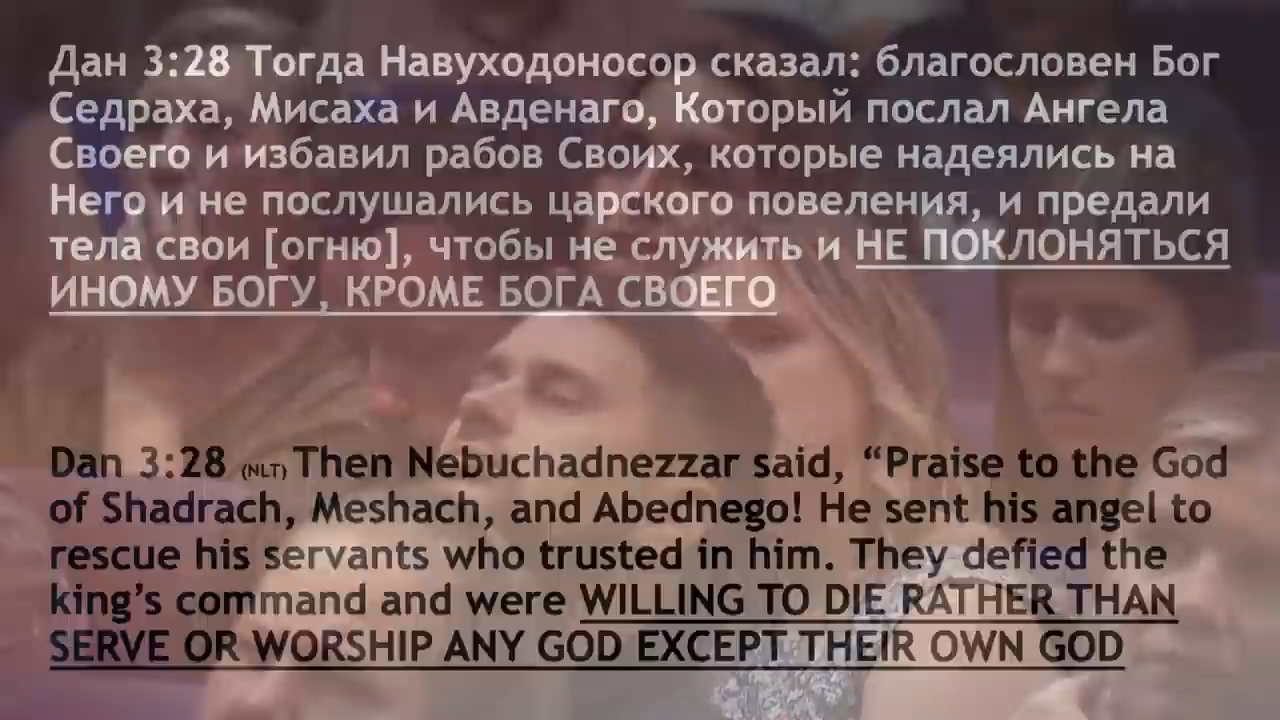 Дан 3:28 Тогда Навуходоносор сказал: благословен Бог
Седраха, Мисаха и Авденаго, Который послал Ангела
Своего и избавил рабов Своих, которые надеялись на
Него и не послушались царского повеления, и предали
тела свои [огню], чтобы не служить и НЕ ПОКЛОНЯТЬСЯ
ИНОМУ БОГУ, КРОМЕ БОГА СВОЕГО
Dan 3:28 (NLT) Then Nebuchadnezzar said, “Praise to the God
of Shadrach, Meshach, and Abednego! He sent his angel to
rescue his servants who trusted in him. They defied the
king’s command and were WILLING TO DIE RATHER THAN
SERVE OR WORSHIP ANY GOD EXCEPT THEIR OWN GOD